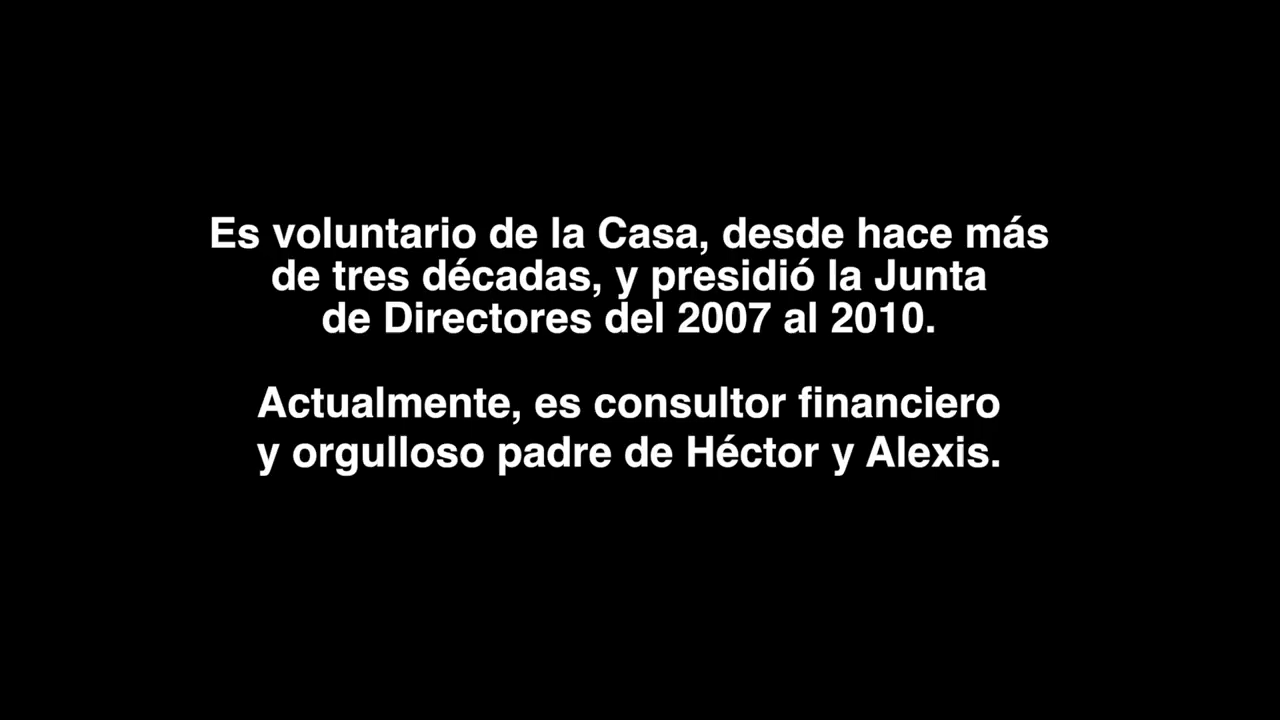 Es voluntario de la Casa, desde hace más
de tres décadas, y presidió la Junta
de Directores del 2007 al 2010.
Actualmente, es consultor financiero
y orgulloso padre de Héctor y Alexis.